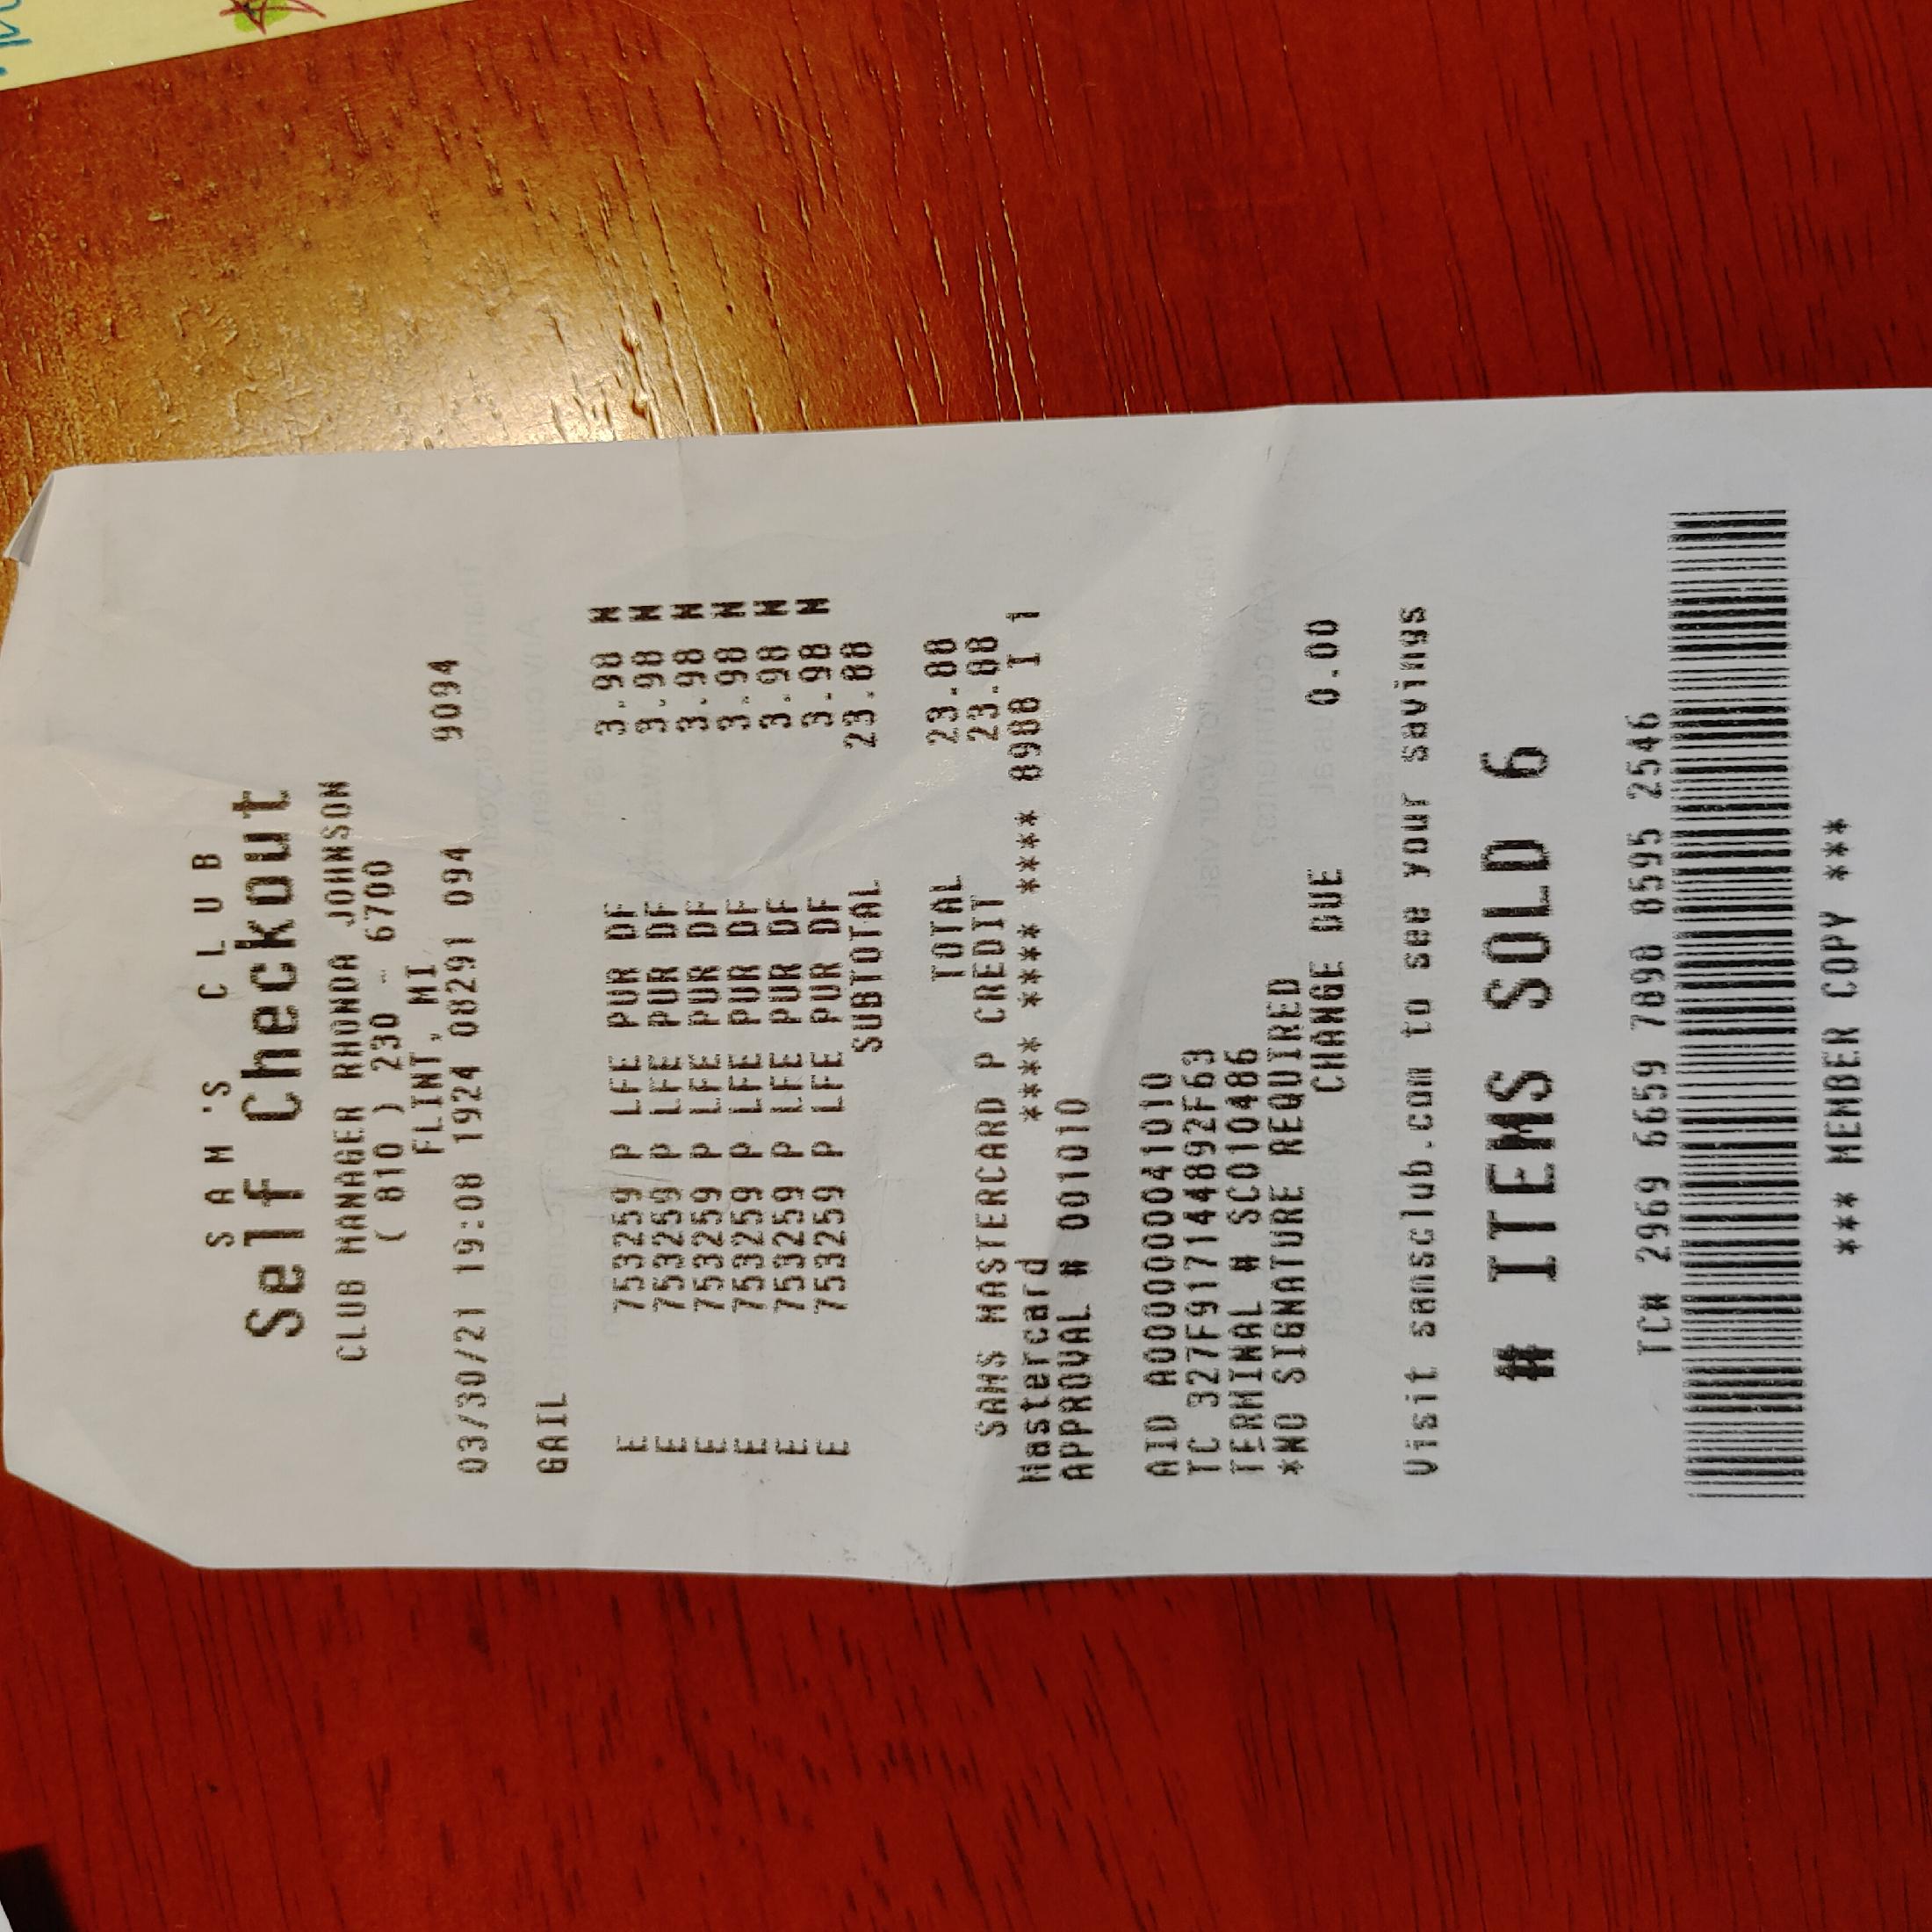 S A M ' S   C L U B
Self Checkout
CLUB MANAGER RHONDA JOHNSON
( 810 ) 230 - 6700
FLINT, MI
03/30/21 19:08 1924 08291 094 9094
GAIL
E 753259 P LFE PUR DF 3.98 N
E 753259 P LFE PUR DF 3.98 N
E 753259 P LFE PUR DF 3.98 N
E 753259 P LFE PUR DF 3.98 N
E 753259 P LFE PUR DF 3.98 N
E 753259 P LFE PUR DF 3.98 N
SUBTOTAL 23.88
TOTAL 23.88
SAMS MASTERCARD P CREDIT 23.88
Mastercard **** **** **** 8988 I 1
APPROVAL # 001010
AID A0000000041010
TC 327F917144892F63
TERMINAL # SC010486
*NO SIGNATURE REQUIRED
CHANGE DUE 0.00
Visit samsclub.com to see your savings
# ITEMS SOLD 6
TC# 2969 6659 7898 8595 2546
*** MEMBER COPY ***